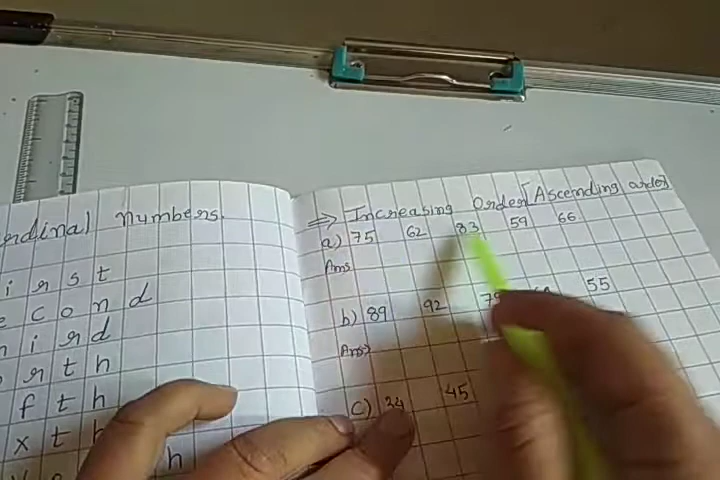 rdinal Numbers.
irst
econd
ird
rth
fth
xth
h
⇒ Increasing Order [Ascending order
a) 75 62 83 59 66
Ans
b) 89 92 55
Ans
c) 24 45